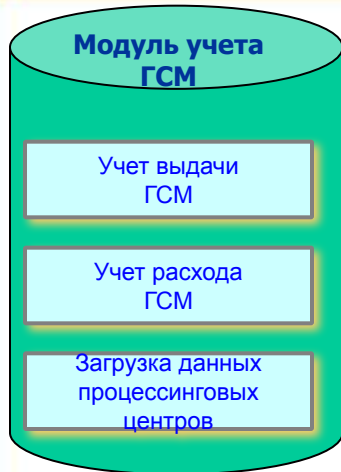 Модуль учета
ГСМ
Учет выдачи
ГСМ
Учет расхода
ГСМ
Загрузка данных
процессинговых
центров